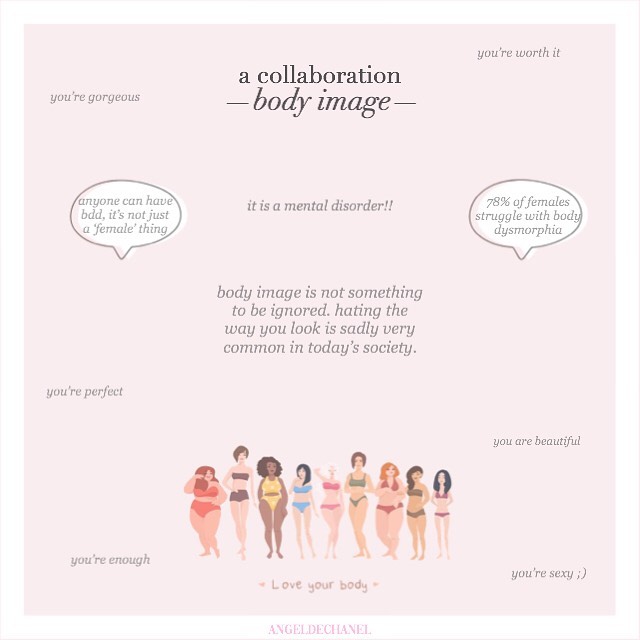 you're worth it
a collaboration
you're gorgeous
—body image—
anyone can have
bdd, it's not just
a 'female' thing
it is a mental disorder!!
78% of females
struggle with body
dysmorphia
body image is not something
to be ignored. hating the
way you look is sadly very
common in today's society.
you're perfect
you are beautiful
you're enough
you're sexy ;)
Love your body
ANGELDECHANEL